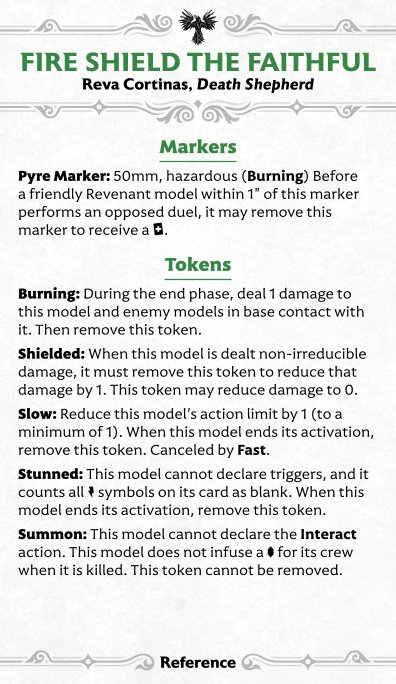 FIRE SHIELD THE FAITHFUL
Reva Cortinas, Death Shepherd
Markers
Pyre Marker: 50mm, hazardous (Burning) Before
a friendly Revenant model within 1" of this marker
performs an opposed duel, it may remove this
marker to receive a .
Tokens
Burning: During the end phase, deal 1 damage to
this model and enemy models in base contact with
it. Then remove this token.
Shielded: When this model is dealt non-irreducible
damage, it must remove this token to reduce that
damage by 1. This token may reduce damage to 0.
Slow: Reduce this model's action limit by 1 (to a
minimum of 1). When this model ends its activation,
remove this token. Canceled by Fast.
Stunned: This model cannot declare triggers, and it
counts all symbols on its card as blank. When this
model ends its activation, remove this token.
Summon: This model cannot declare the Interact
action. This model does not infuse a for its crew
when it is killed. This token cannot be removed.
Reference